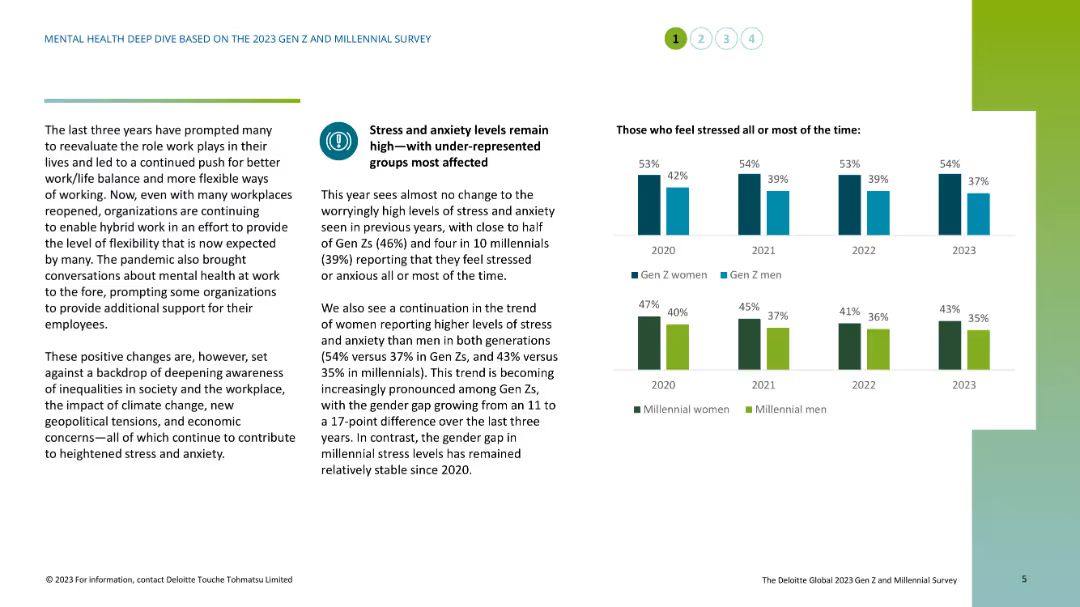 MENTAL HEALTH DEEP DIVE BASED ON THE 2023 GEN Z AND MILLENNIAL SURVEY
1 2 3 4
The last three years have prompted many
to reevaluate the role work plays in their
lives and led to a continued push for better
work/life balance and more flexible ways
of working. Now, even with many workplaces
reopened, organizations are continuing
to enable hybrid work in an effort to provide
the level of flexibility that is now expected
by many. The pandemic also brought
conversations about mental health at work
to the fore, prompting some organizations
to provide additional support for their
employees.
These positive changes are, however, set
against a backdrop of deepening awareness
of inequalities in society and the workplace,
the impact of climate change, new
geopolitical tensions, and economic
concerns—all of which continue to contribute
to heightened stress and anxiety.
Stress and anxiety levels remain
high—with under-represented
groups most affected
This year sees almost no change to the
worryingly high levels of stress and anxiety
seen in previous years, with close to half
of Gen Zs (46%) and four in 10 millennials
(39%) reporting that they feel stressed
or anxious all or most of the time.
We also see a continuation in the trend
of women reporting higher levels of stress
and anxiety than men in both generations
(54% versus 37% in Gen Zs, and 43% versus
35% in millennials). This trend is becoming
increasingly pronounced among Gen Zs,
with the gender gap growing from an 11 to
a 17-point difference over the last three
years. In contrast, the gender gap in
millennial stress levels has remained
relatively stable since 2020.
Those who feel stressed all or most of the time:
53% 42% 54% 39% 53% 39% 54% 37%
2020 2021 2022 2023
Gen Z women Gen Z men
47% 40% 45% 37% 41% 36% 43% 35%
2020 2021 2022 2023
Millennial women Millennial men
© 2023 For information, contact Deloitte Touche Tohmatsu Limited
The Deloitte Global 2023 Gen Z and Millennial Survey
5